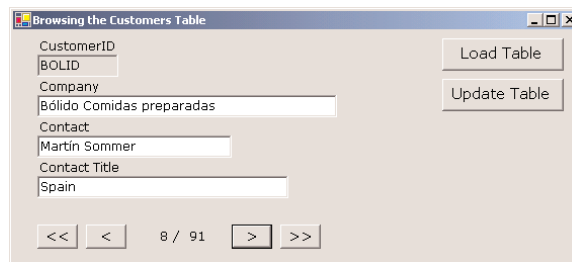 Browsing the Customers Table
CustomerID
BOLID
Company
Bólido Comidas preparadas
Contact
Martín Sommer
Contact Title
Spain
Load Table
Update Table
<< < 8 / 91 > >>